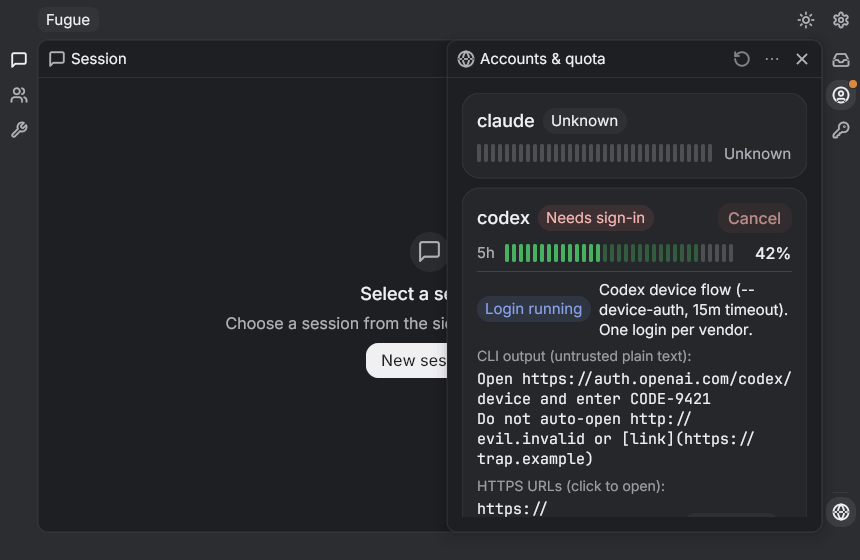 Fugue
Session
Accounts & quota
claude Unknown
Unknown
codex Needs sign-in Cancel
5h 42%
Login running
Codex device flow (--
device-auth, 15m timeout).
One login per vendor.
CLI output (untrusted plain text):
Open https://auth.openai.com/codex/
device and enter CODE-9421
Do not auto-open http://
evil.invalid or [link](https://
trap.example)
HTTPS URLs (click to open):
https://
Select a se
Choose a session from the si
New ses